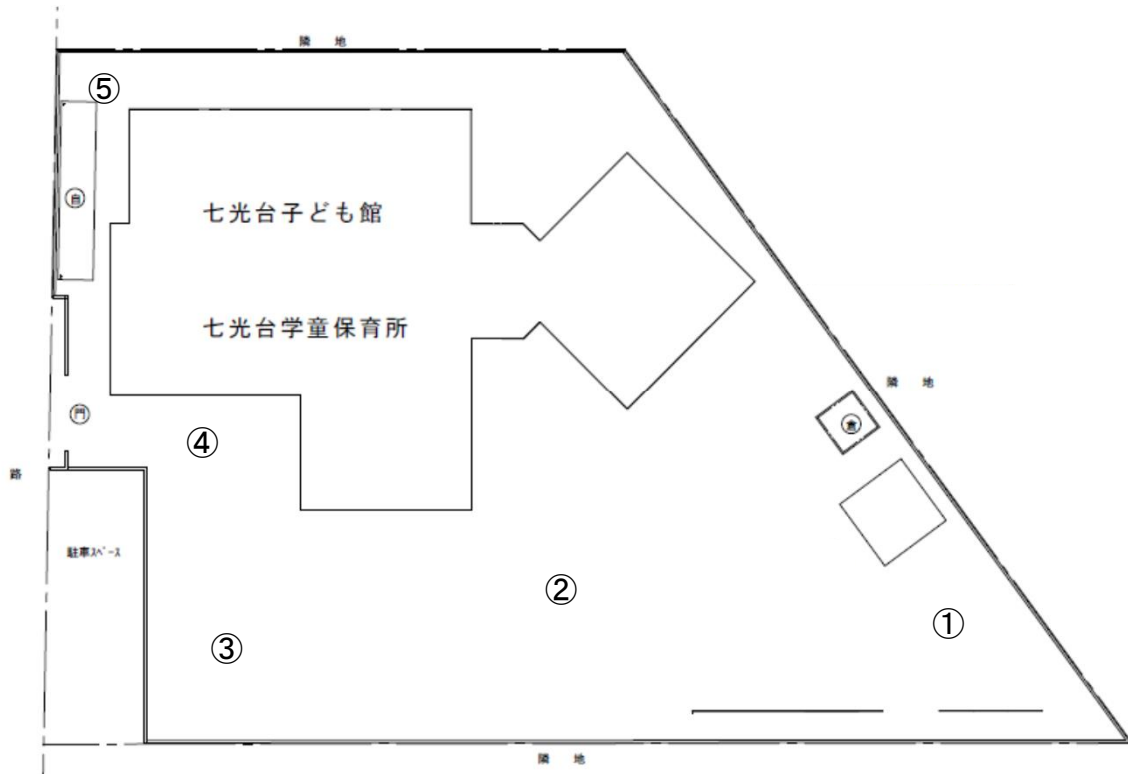 隣 地
⑤
自
七光台子ども館
七光台学童保育所
隣 地
門
倉
④
路
駐車ｽﾍﾟｰｽ
②
①
③
隣 地